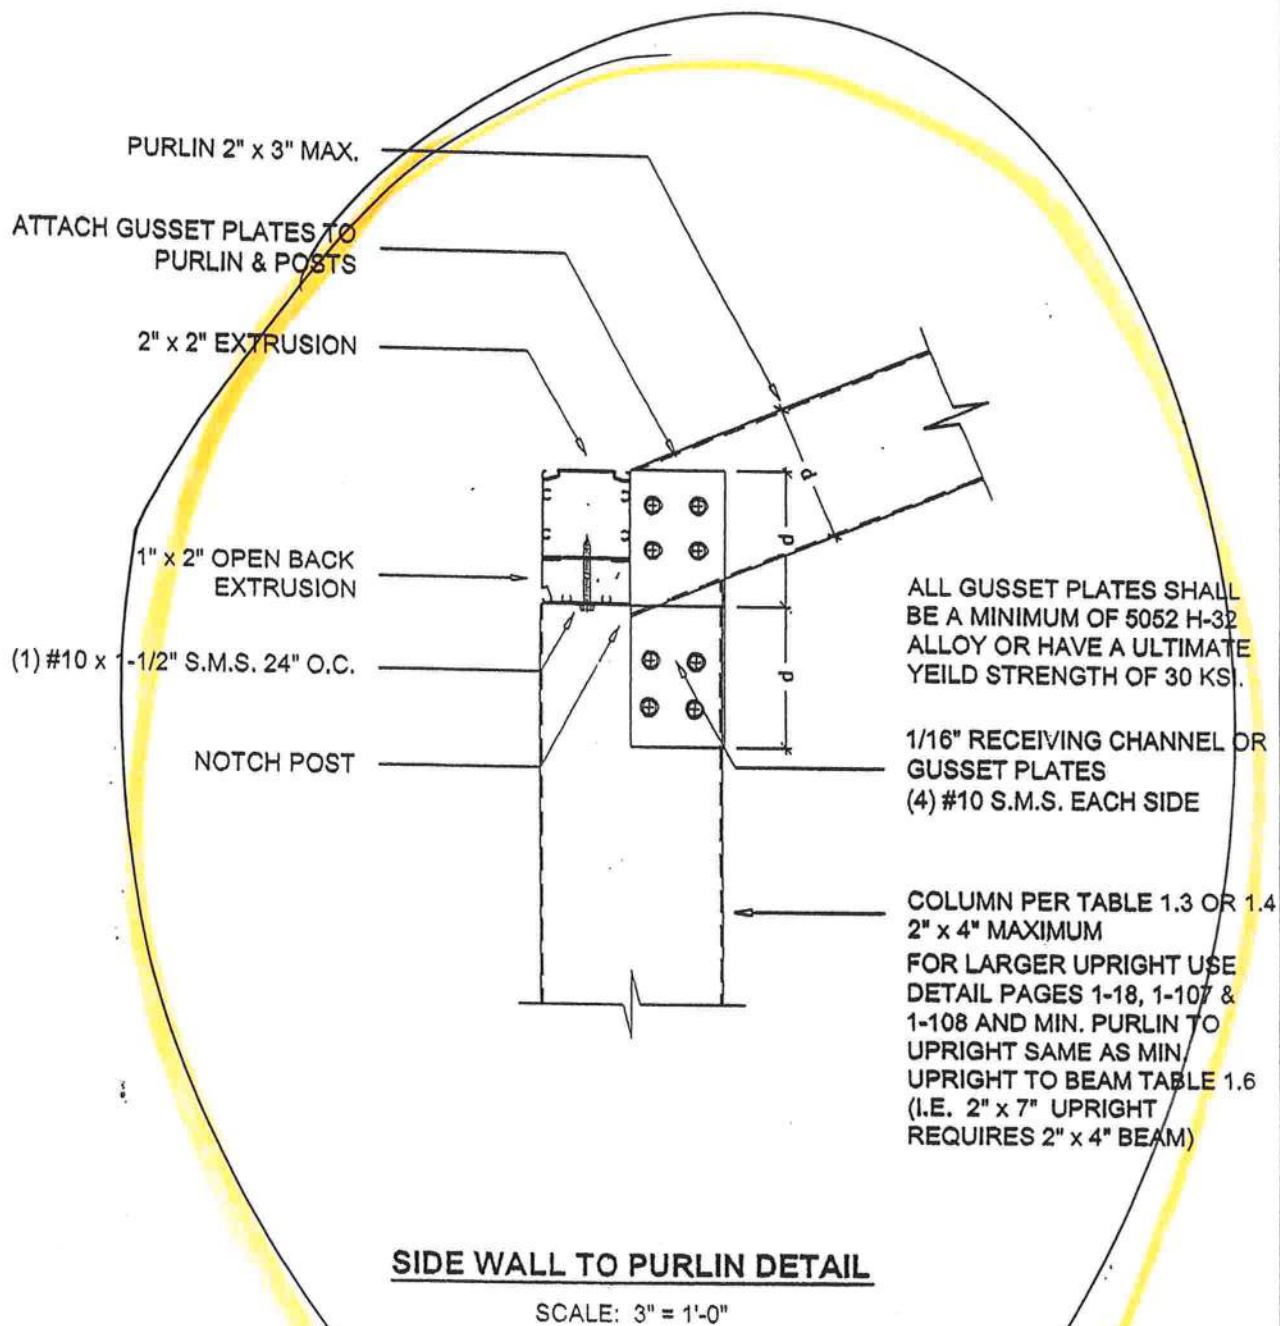 PURLIN 2" x 3" MAX.
ATTACH GUSSET PLATES TO
PURLIN & POSTS
2" x 2" EXTRUSION
1" x 2" OPEN BACK
EXTRUSION
(1) #10 x 1-1/2" S.M.S. 24" O.C.
NOTCH POST
d
d
d
ALL GUSSET PLATES SHALL
BE A MINIMUM OF 5052 H-32
ALLOY OR HAVE A ULTIMATE
YEILD STRENGTH OF 30 KSI.
1/16" RECEIVING CHANNEL OR
GUSSET PLATES
(4) #10 S.M.S. EACH SIDE
COLUMN PER TABLE 1.3 OR 1.4
2" x 4" MAXIMUM
FOR LARGER UPRIGHT USE
DETAIL PAGES 1-18, 1-107 &
1-108 AND MIN. PURLIN TO
UPRIGHT SAME AS MIN.
UPRIGHT TO BEAM TABLE 1.6
(I.E. 2" x 7" UPRIGHT
REQUIRES 2" x 4" BEAM)
SIDE WALL TO PURLIN DETAIL
SCALE: 3" = 1'-0"